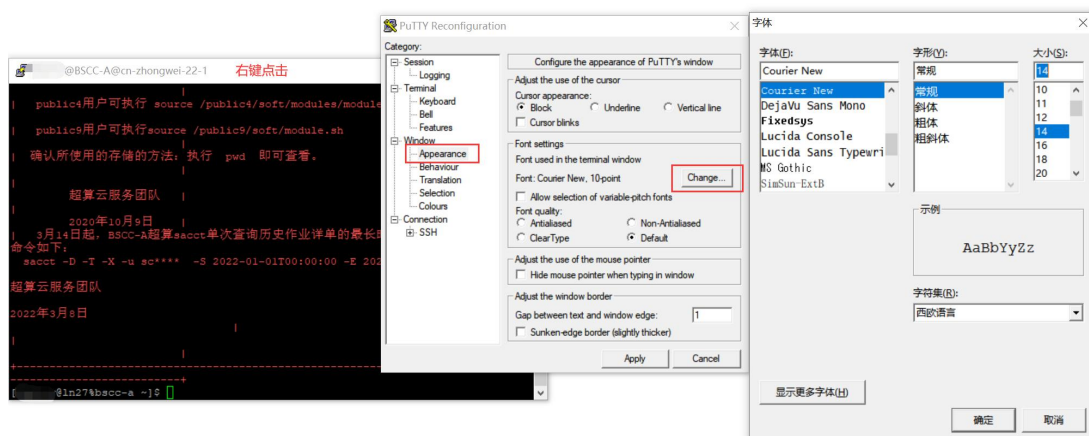 @BSCC-A@cn-zhongwei-22-1 右键点击
public4用户可执行 source /public4/soft/modules/module
public9用户可执行source /public9/soft/module.sh
确认所使用的存储的方法：执行 pwd 即可查看。
超算云服务团队
2020年10月9日
3月14日起，BSCC-A超算sacct单次查询历史作业详单的最长
命令如下：
sacct -D -T -X -u sc**** -S 2022-01-01T00:00:00 -E 202
超算云服务团队
2022年3月8日
@ln27%bscc-a ~]$
PuTTY Reconfiguration
Category:
Session
Logging
Terminal
Keyboard
Bell
Features
Window
Appearance
Behaviour
Translation
Selection
Colours
Connection
SSH
Configure the appearance of PuTTY's window
Adjust the use of the cursor
Cursor appearance:
Block Underline Vertical line
Cursor blinks
Font settings
Font used in the terminal window
Font: Courier New, 10-point Change...
Allow selection of variable-pitch fonts
Font quality:
Antialiased Non-Antialiased
ClearType Default
Adjust the use of the mouse pointer
Hide mouse pointer when typing in window
Adjust the window border
Gap between text and window edge: 1
Sunken-edge border (slightly thicker)
Apply Cancel
字体
字体(F):
Courier New
Courier New
DejaVu Sans Mono
Fixedsys
Lucida Console
Lucida Sans Typewri
MS Gothic
SimSun-ExtB
字形(Y):
常规
常规
斜体
粗体
粗斜体
大小(S):
14
10
11
12
14
16
18
20
示例
AaBbYyZz
字符集(R):
西欧语言
显示更多字体(H)
确定 取消